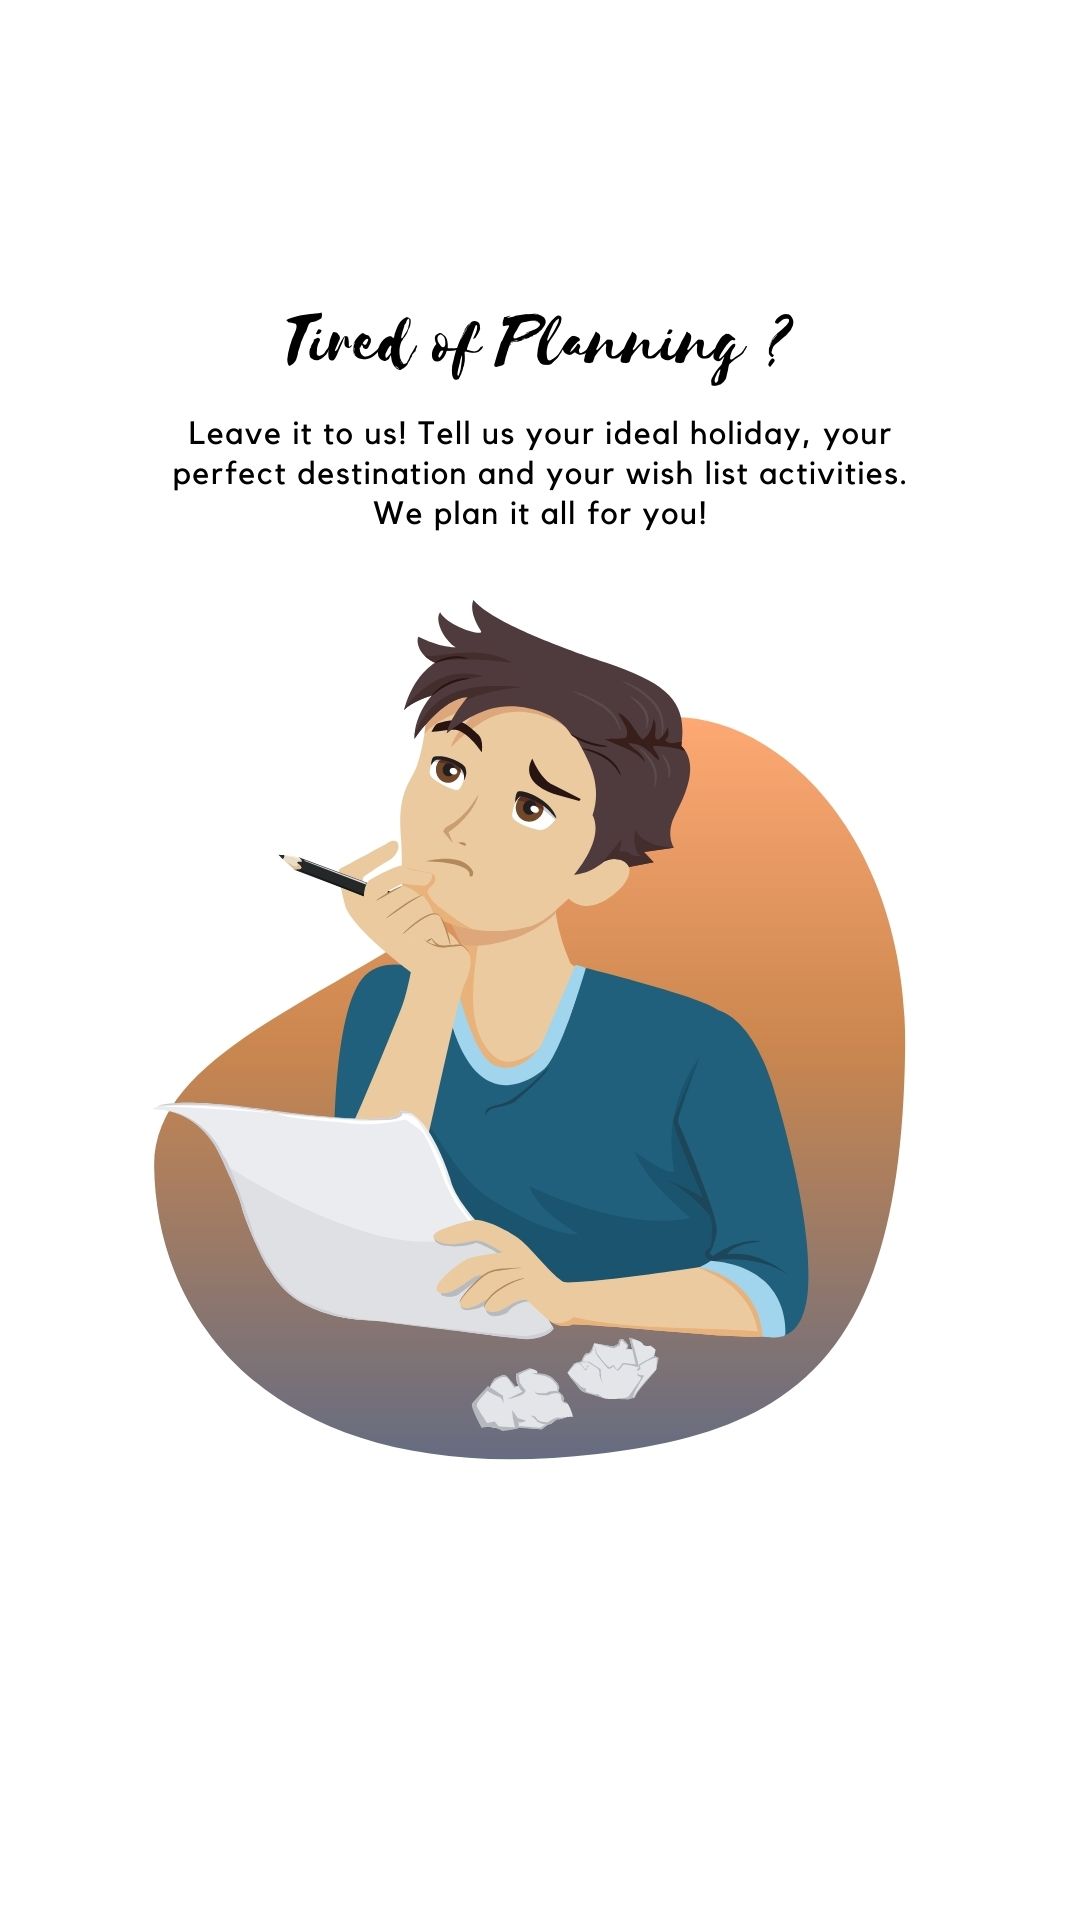 Tired of Planning ?
Leave it to us! Tell us your ideal holiday, your
perfect destination and your wish list activities.
We plan it all for you!